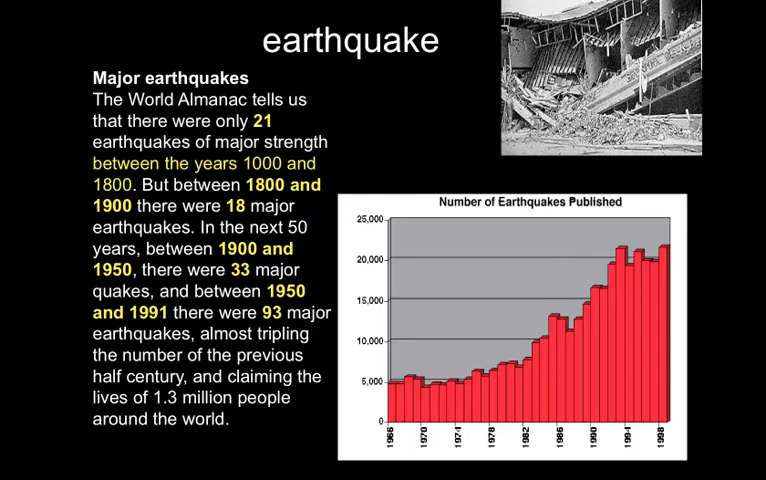 earthquake
Major earthquakes
The World Almanac tells us
that there were only 21
earthquakes of major strength
between the years 1000 and
1800. But between 1800 and
1900 there were 18 major
earthquakes. In the next 50
years, between 1900 and
1950, there were 33 major
quakes, and between 1950
and 1991 there were 93 major
earthquakes, almost tripling
the number of the previous
half century, and claiming the
lives of 1.3 million people
around the world.
Number of Earthquakes Published
25,000
20,000
15,000
10,000
5,000
0
1966
1970
1974
1978
1982
1986
1990
1994
1998